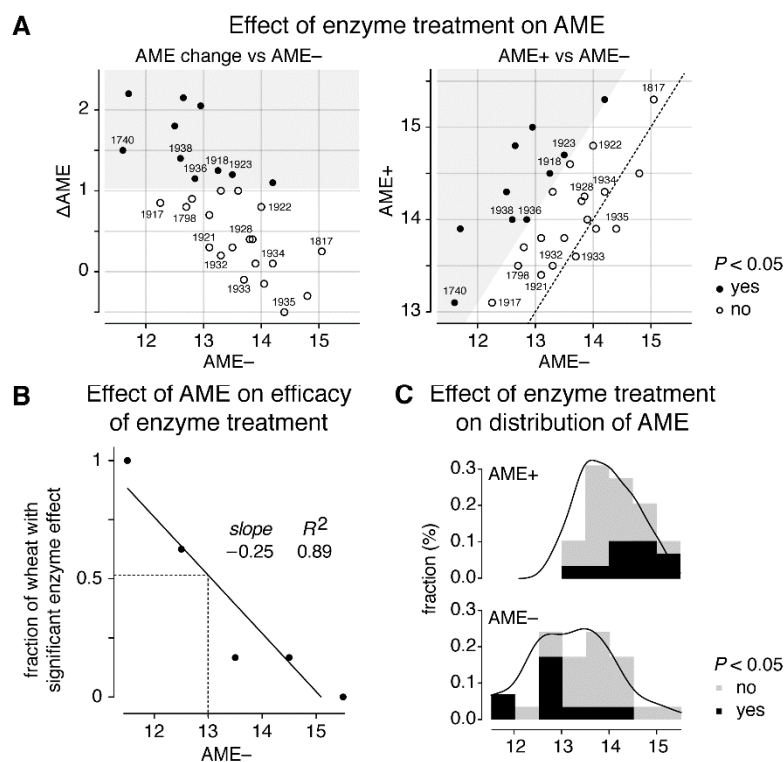 A
Effect of enzyme treatment on AME
AME change vs AME–
ΔAME
2
1
0
12
13
14
15
AME–
1740
1938
1918
1936
1923
1917
1798
1922
1921
1928
1932
1817
1934
1933
1935
AME+ vs AME–
AME+
15
14
13
12
13
14
15
AME–
1817
1923
1922
1918
1934
1928
1938
1936
1935
1798
1932
1933
1921
1740
1917
P < 0.05
yes
no
B
Effect of AME on efficacy
of enzyme treatment
fraction of wheat with
significant enzyme effect
1
0.5
0
slope
R2
−0.25
0.89
12
13
14
15
AME–
C
Effect of enzyme treatment
on distribution of AME
fraction (%)
AME+
0.3
0.1
0.0
AME–
0.3
0.1
0.0
12
13
14
15
P < 0.05
no
yes